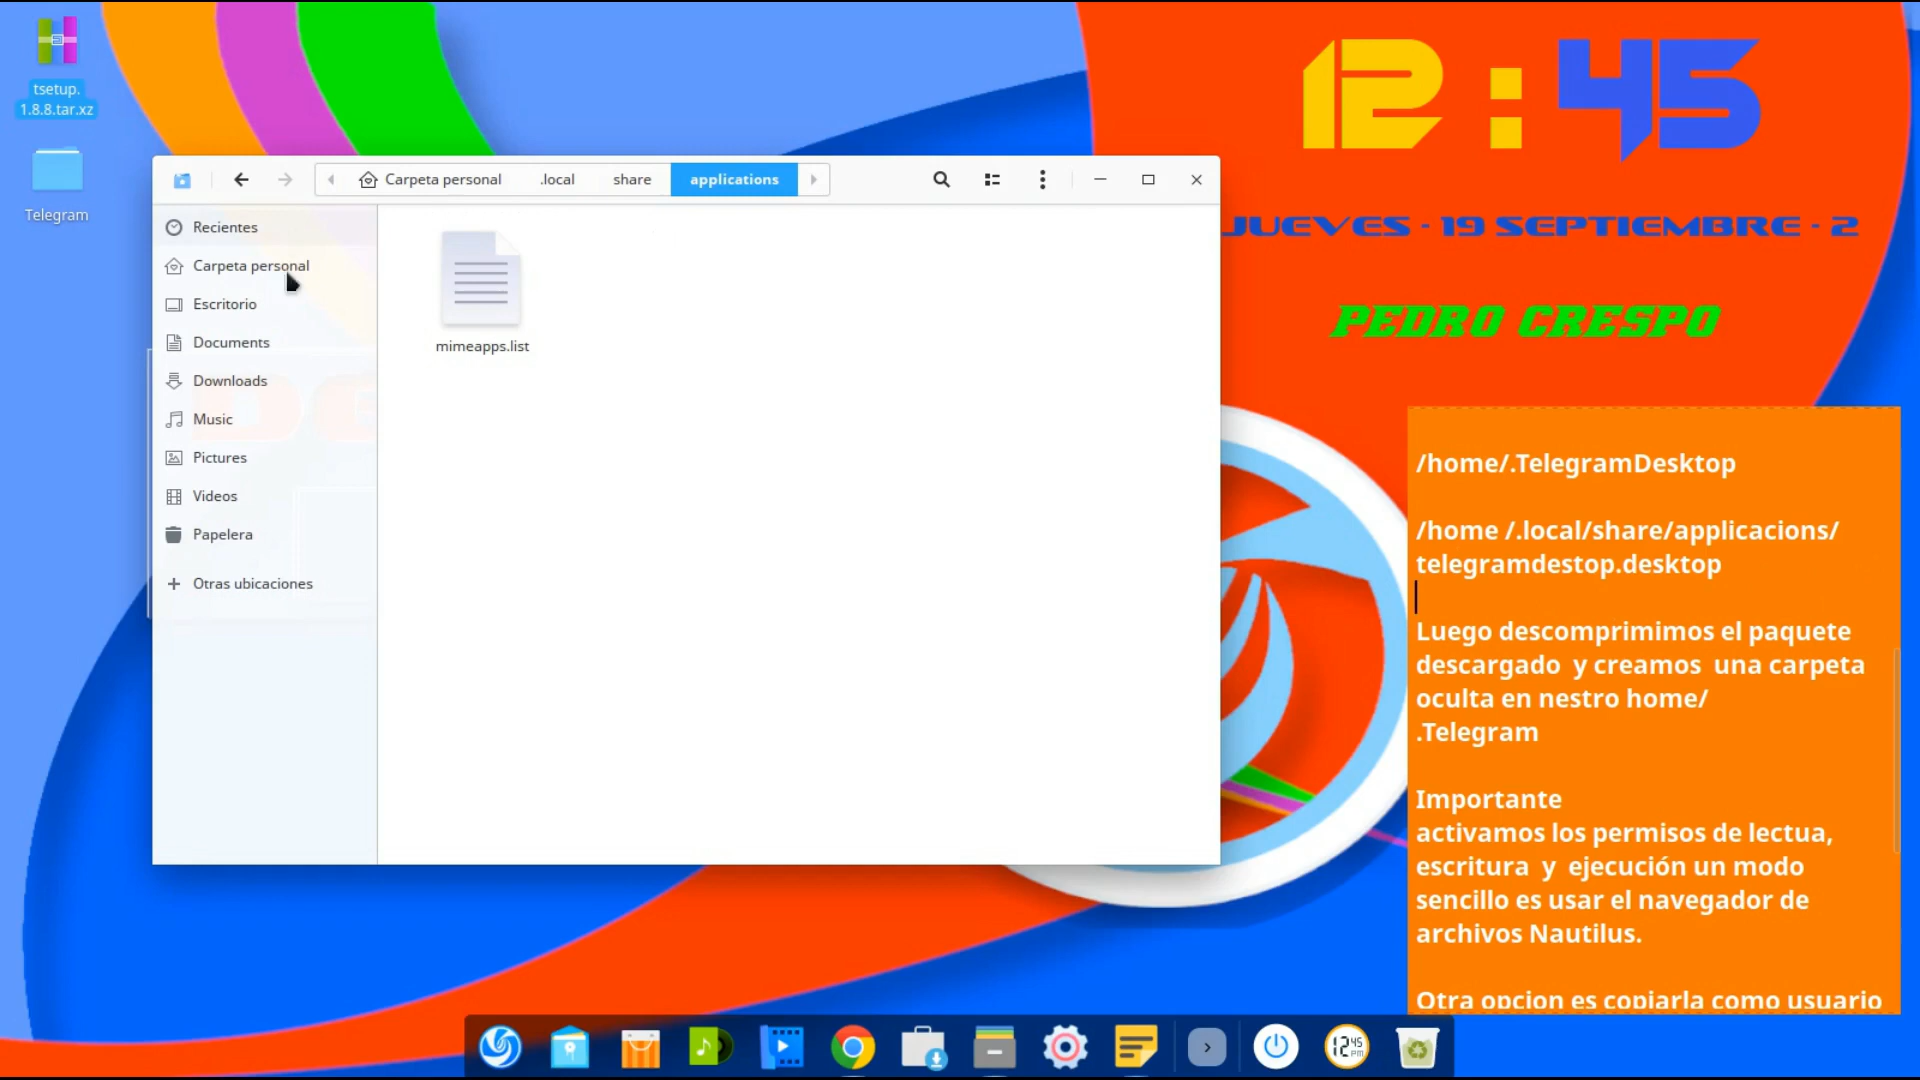 tsetup.
1.8.8.tar.xz
Telegram
12:45
JUEVES - 19 SEPTIEMBRE - 2
PEDRO CRESPO
Carpeta personal
.local
share
applications
Recientes
Carpeta personal
Escritorio
Documents
Downloads
Music
Pictures
Videos
Papelera
Otras ubicaciones
mimeapps.list
/home/.TelegramDesktop
/home /.local/share/applicacions/
telegramdestop.desktop
Luego descomprimimos el paquete
descargado y creamos una carpeta
oculta en nestro home/
.Telegram
Importante
activamos los permisos de lectua,
escritura y ejecución un modo
sencillo es usar el navegador de
archivos Nautilus.
Otra opcion es copiarla como usuario
12 45
PM